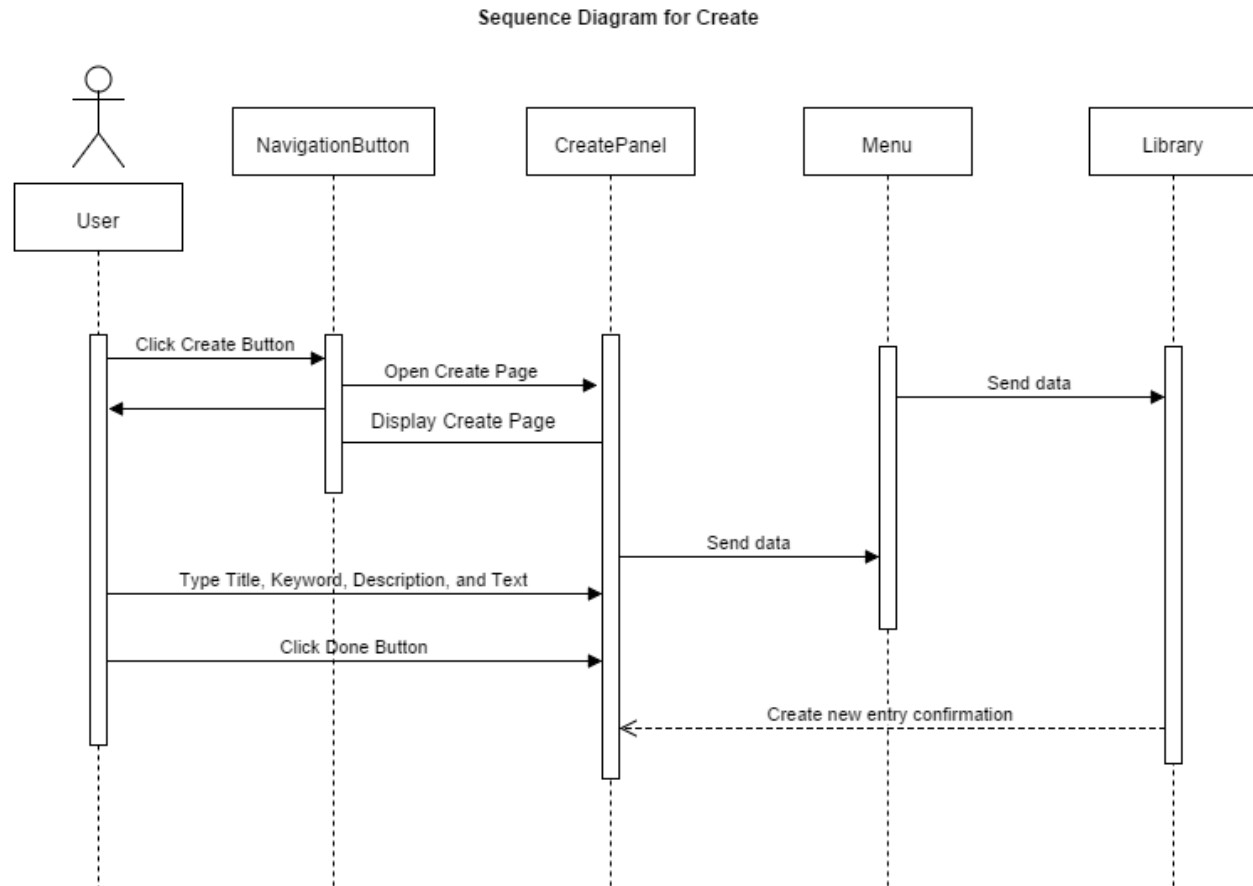 Sequence Diagram for Create
NavigationButton
CreatePanel
Menu
Library
User
Click Create Button
Open Create Page
Send data
Display Create Page
Send data
Type Title, Keyword, Description, and Text
Click Done Button
Create new entry confirmation